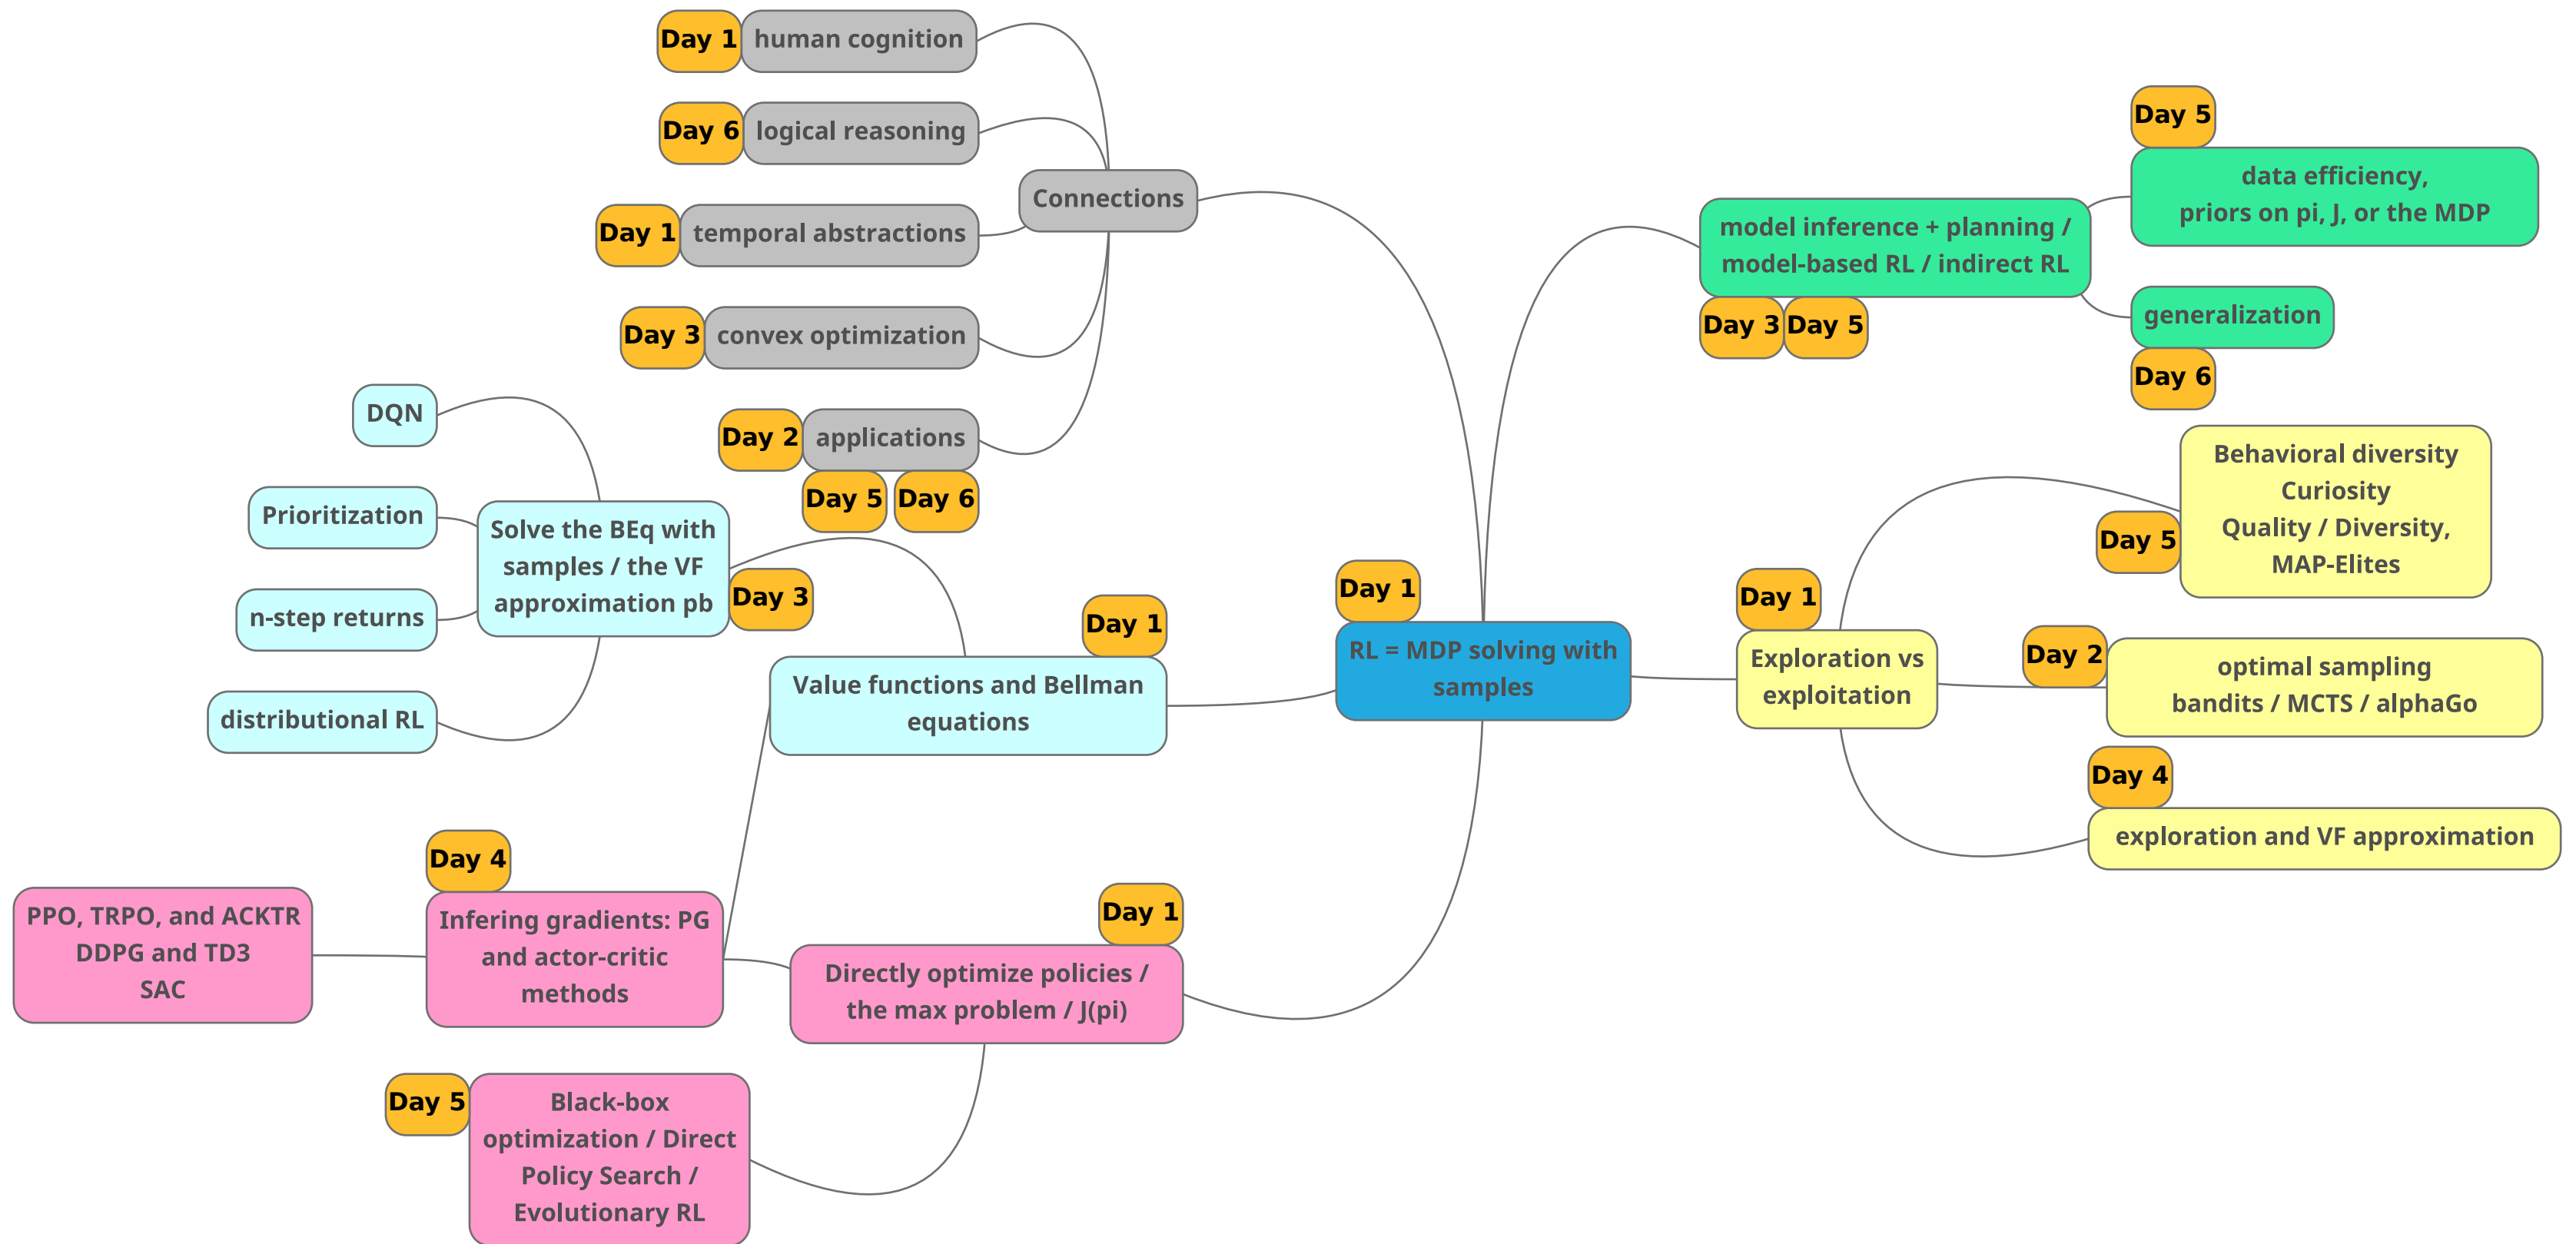 Day 1
human cognition
Day 6
logical reasoning
Day 1
temporal abstractions
Day 3
convex optimization
Day 2
applications
Day 5
Day 6
Connections
DQN
Prioritization
n-step returns
distributional RL
Solve the BEq with
samples / the VF
approximation pb
Day 3
Day 1
Value functions and Bellman
equations
Day 4
Infering gradients: PG
and actor-critic
methods
PPO, TRPO, and ACKTR
DDPG and TD3
SAC
Day 1
Directly optimize policies /
the max problem / J(pi)
Day 5
Black-box
optimization / Direct
Policy Search /
Evolutionary RL
Day 1
RL = MDP solving with
samples
model inference + planning /
model-based RL / indirect RL
Day 3
Day 5
Day 5
data efficiency,
priors on pi, J, or the MDP
generalization
Day 6
Day 1
Exploration vs
exploitation
Behavioral diversity
Curiosity
Quality / Diversity,
MAP-Elites
Day 5
Day 2
optimal sampling
bandits / MCTS / alphaGo
Day 4
exploration and VF approximation